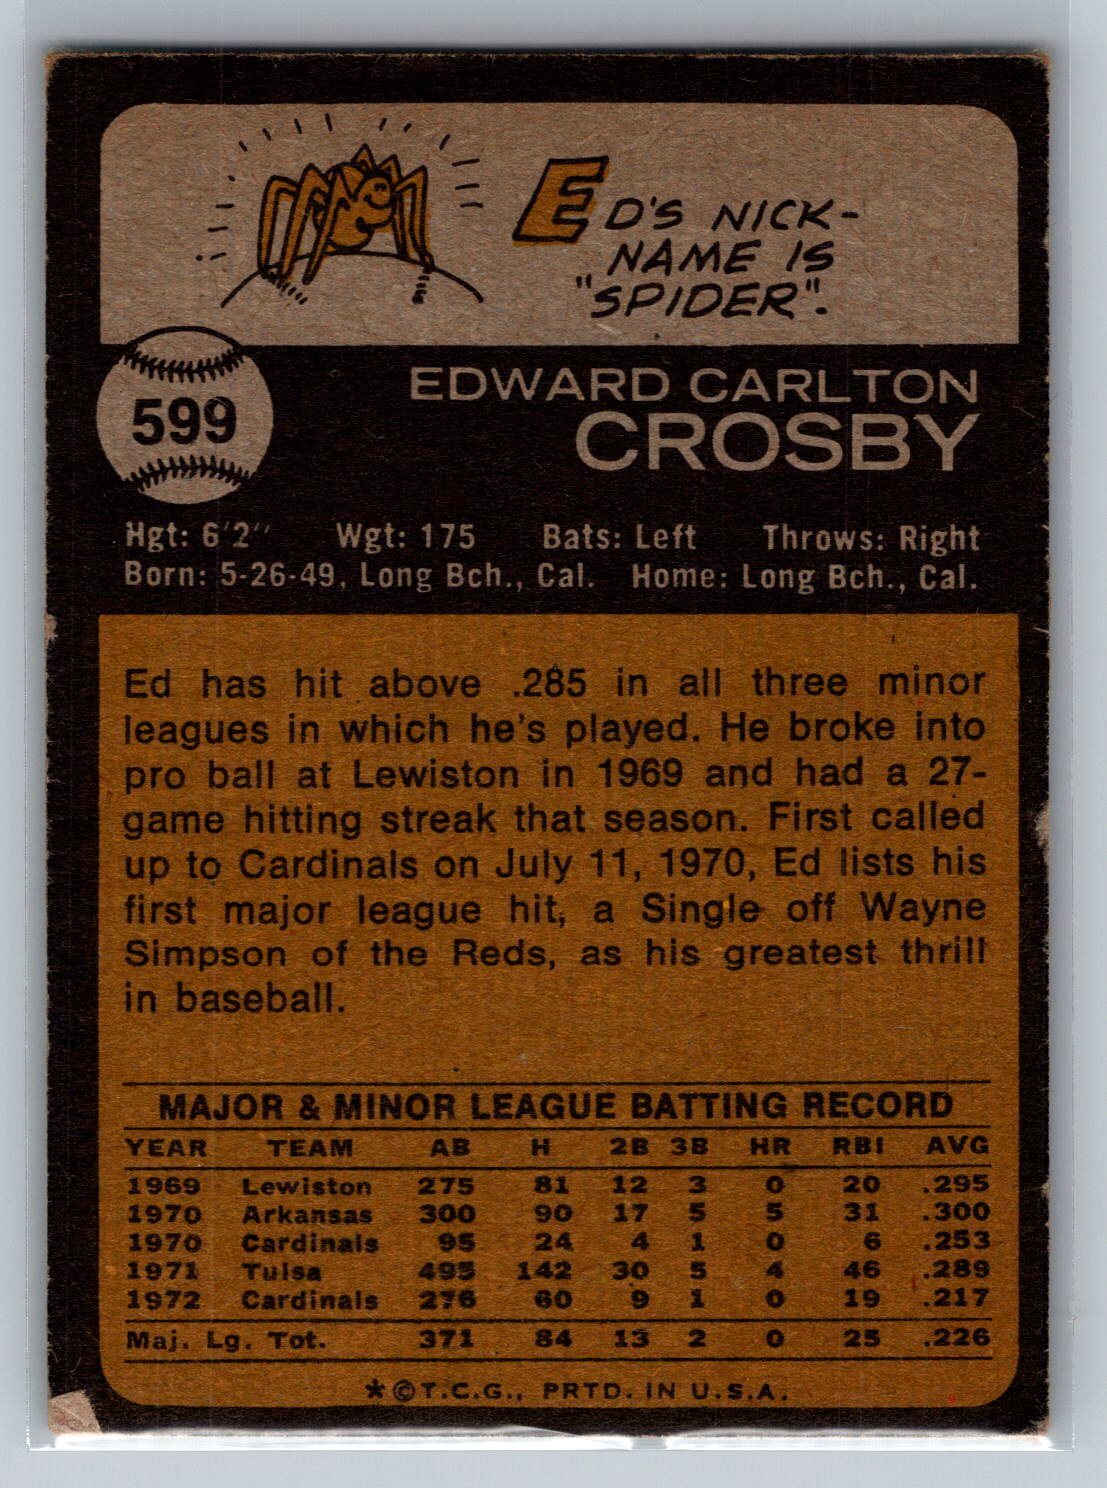 ED'S NICK-
NAME IS
"SPIDER".
599
EDWARD CARLTON
CROSBY
Hgt: 6'2'' Wgt: 175 Bats: Left Throws: Right
Born: 5-26-49, Long Bch., Cal. Home: Long Bch., Cal.
Ed has hit above .285 in all three minor
leagues in which he's played. He broke into
pro ball at Lewiston in 1969 and had a 27-
game hitting streak that season. First called
up to Cardinals on July 11, 1970, Ed lists his
first major league hit, a Single off Wayne
Simpson of the Reds, as his greatest thrill
in baseball.
MAJOR & MINOR LEAGUE BATTING RECORD
YEAR TEAM AB H 2B 3B HR RBI AVG
1969 Lewiston 275 81 12 3 0 20 .295
1970 Arkansas 300 90 17 5 5 31 .300
1970 Cardinals 95 24 4 1 0 6 .253
1971 Tulsa 495 142 30 5 4 46 .289
1972 Cardinals 276 60 9 1 0 19 .217
Maj. Lg. Tot. 371 84 13 2 0 25 .226
*©T.C.G., PRTD. IN U.S.A.